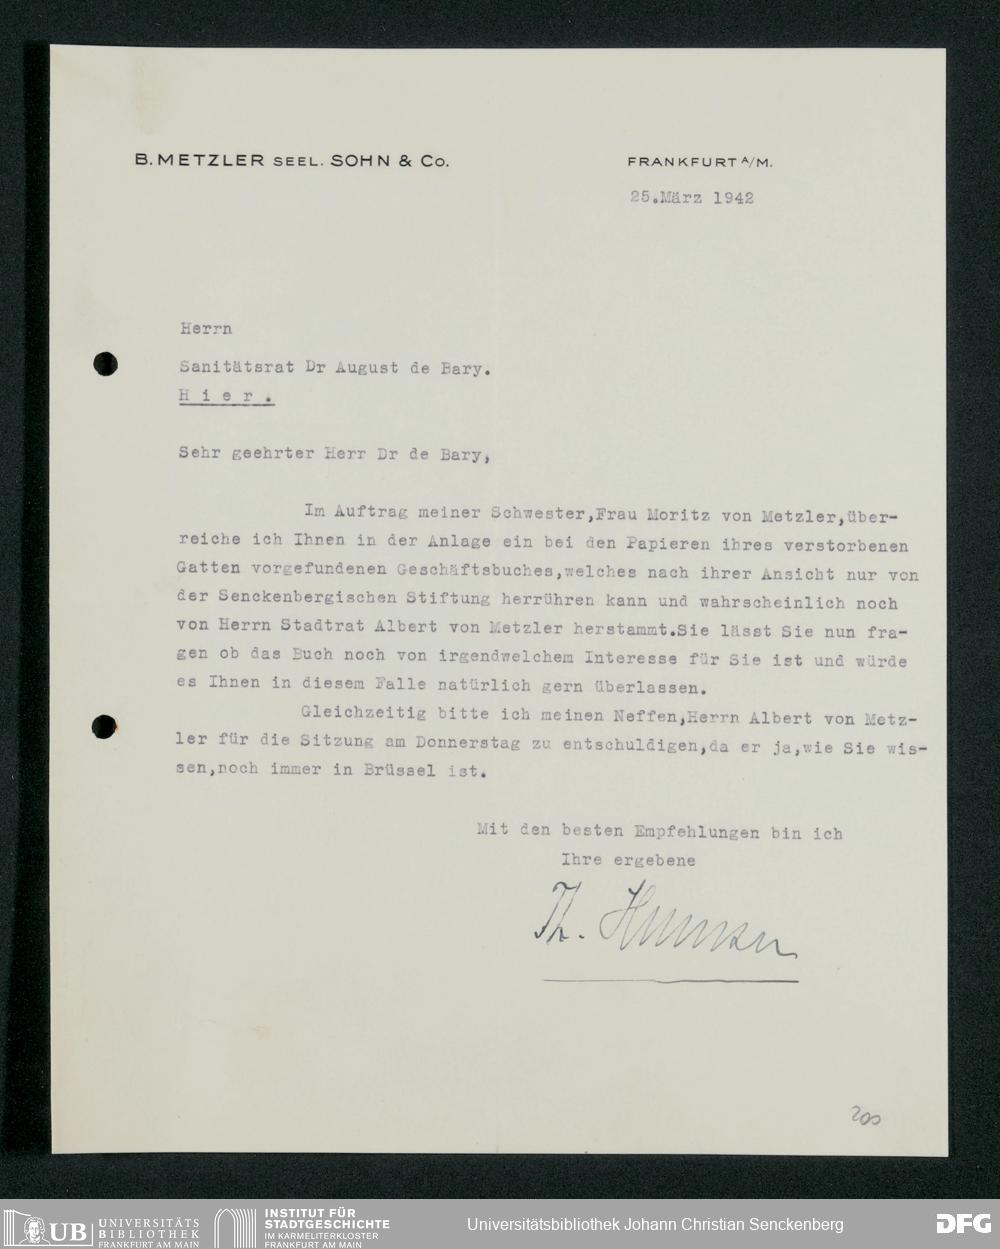 B. METZLER SEEL. SOHN & Co.
FRANKFURT A/M.
25.März 1942
Herrn
Sanitätsrat Dr August de Bary.
H i e r .
Sehr geehrter Herr Dr de Bary,
Im Auftrag meiner Schwester,Frau Moritz von Metzler,über-
reiche ich Ihnen in der Anlage ein bei den Papieren ihres verstorbenen
Gatten vorgefundenen Geschäftsbuches,welches nach ihrer Ansicht nur von
der Senckenbergischen Stiftung herrühren kann und wahrscheinlich noch
von Herrn Stadtrat Albert von Metzler herstammt.Sie lässt Sie nun fra-
gen ob das Buch noch von irgendwelchem Interesse für Sie ist und würde
es Ihnen in diesem Falle natürlich gern überlassen.
Gleichzeitig bitte ich meinen Neffen,Herrn Albert von Metz-
ler für die Sitzung am Donnerstag zu entschuldigen,da er ja,wie Sie wis-
sen,noch immer in Brüssel ist.
Mit den besten Empfehlungen bin ich
Ihre ergebene
Th.
200
UB UNIVERSITÄTS
BIBLIOTHEK
FRANKFURT AM MAIN
INSTITUT FÜR
STADTGESCHICHTE
IM KARMELITERKLOSTER
FRANKFURT AM MAIN
Universitätsbibliothek Johann Christian Senckenberg
DFG